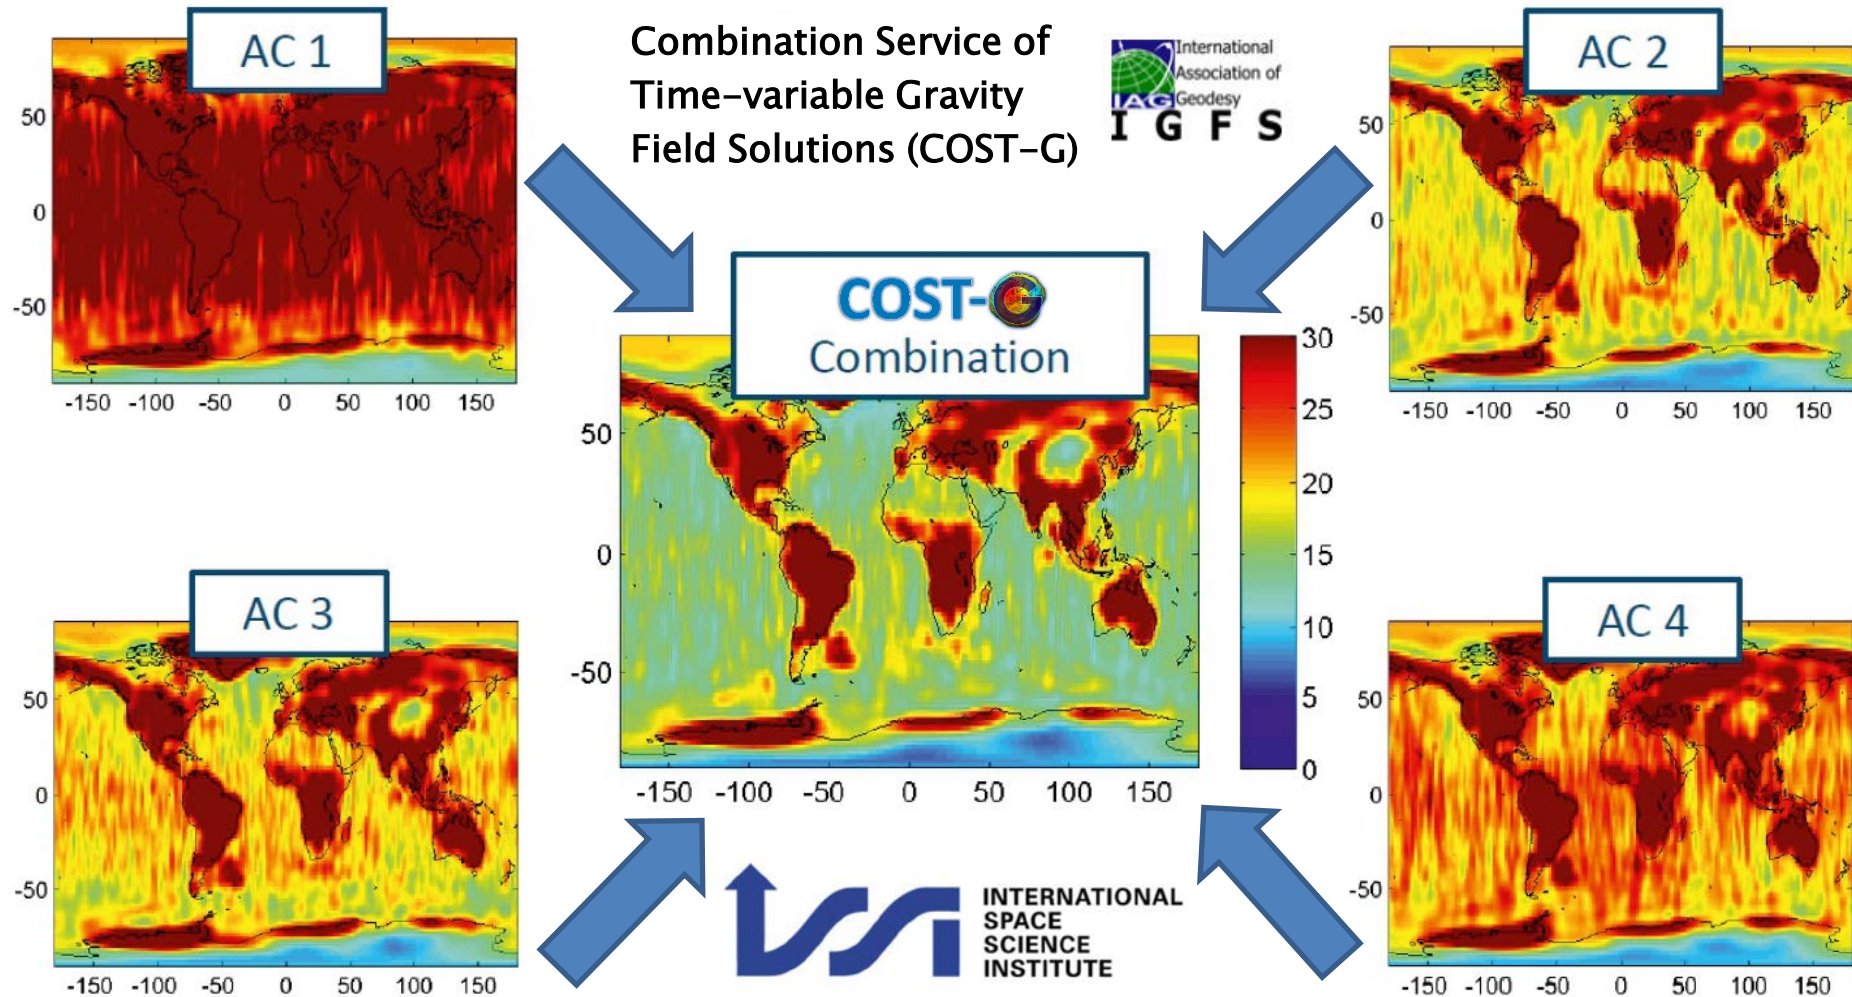 AC 1
50
0
-50
-150 -100 -50 0 50 100 150
Combination Service of
Time-variable Gravity
Field Solutions (COST-G)
International
Association of
Geodesy
IAG
I G F S
AC 2
50
0
-50
-150 -100 -50 0 50 100 150
COST-G
Combination
50
0
-50
-150 -100 -50 0 50 100 150
30
25
20
15
10
5
0
AC 3
50
0
-50
-150 -100 -50 0 50 100 150
AC 4
50
0
-50
-150 -100 -50 0 50 100 150
ISSI
INTERNATIONAL
SPACE
SCIENCE
INSTITUTE